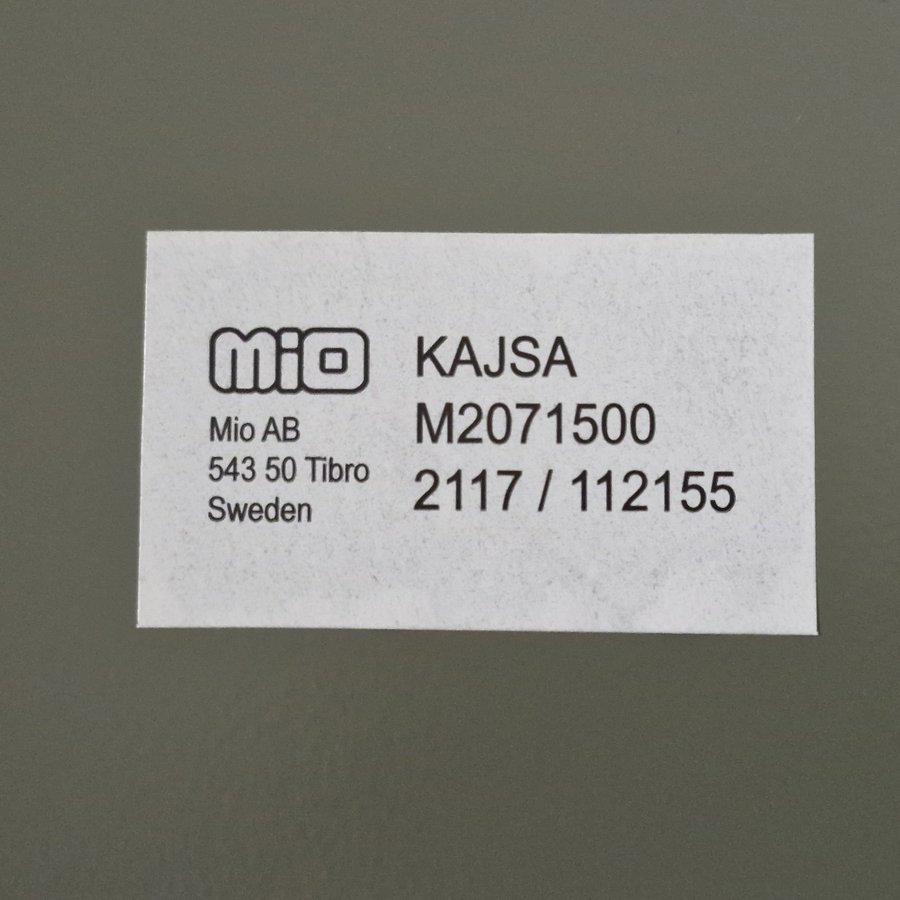 mio
Mio AB
543 50 Tibro
Sweden
KAJSA
M2071500
2117 / 112155